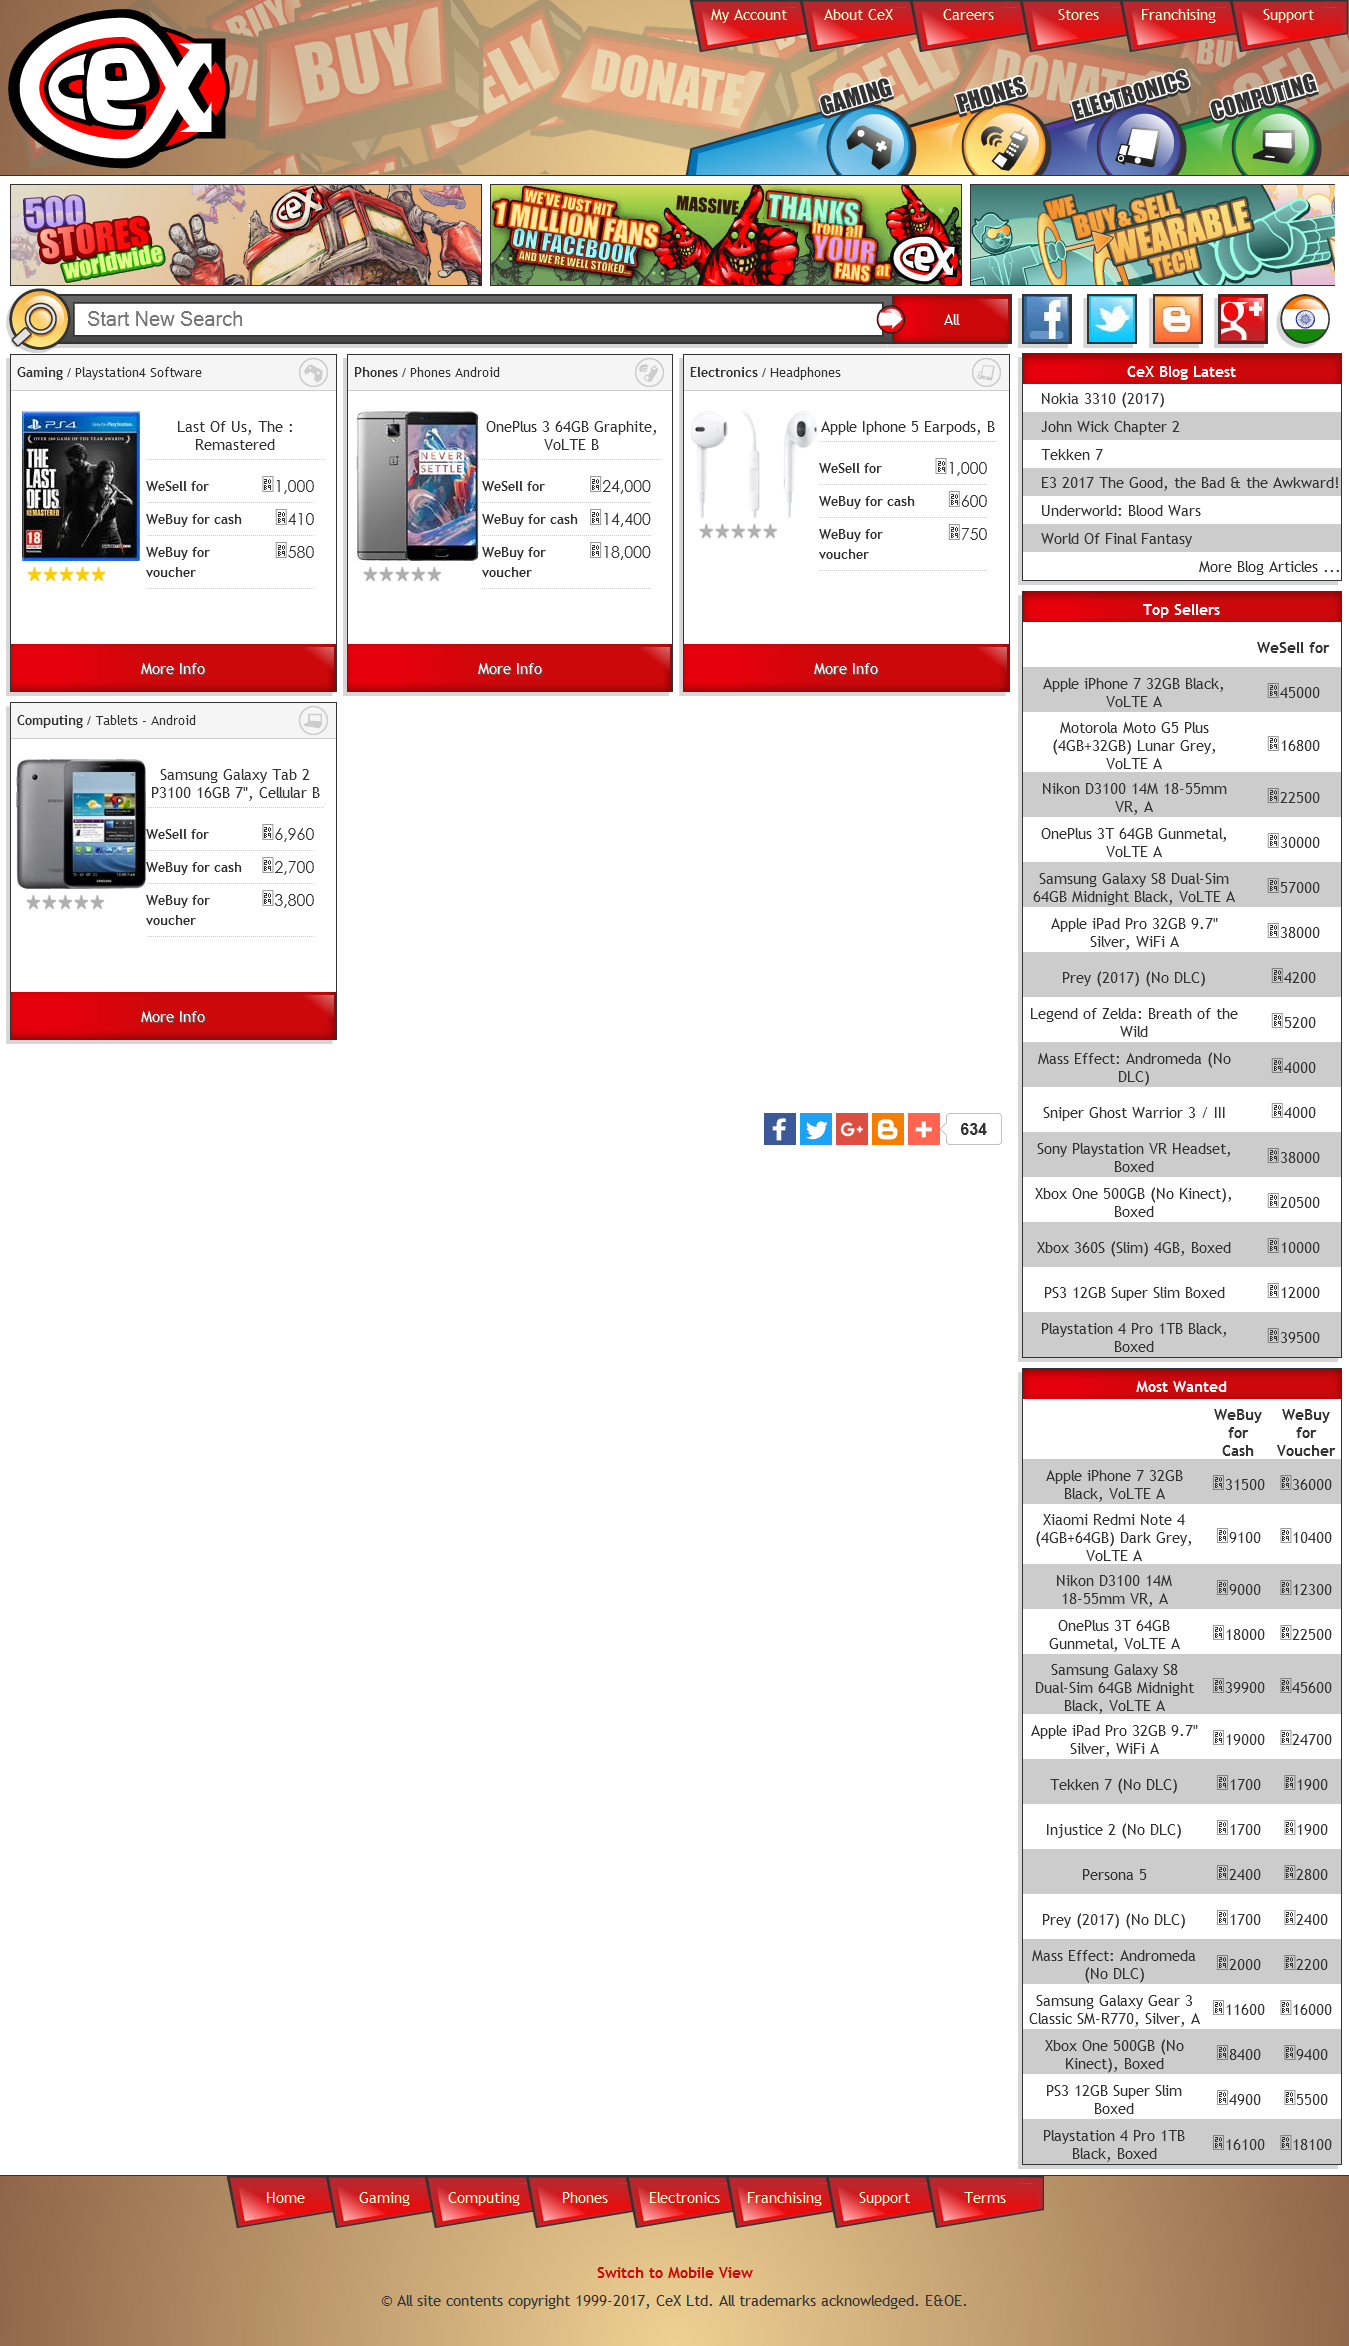 My Account About CeX Careers Stores Franchising Support
CeX
BUY SELL DONATE
GAMING PHONES ELECTRONICS COMPUTING
500 STORES worldwide
CeX
WE'VE JUST HIT
1 MILLION FANS
ON FACEBOOK
AND WE'RE WELL STOKED...
MASSIVE THANKS
from all
YOUR
FANS at
CeX
WE
BUY & SELL
WEARABLE
TECH
Start New Search All
Gaming / Playstation4 Software
Last Of Us, The :
Remastered
WeSell for ₹1,000
WeBuy for cash ₹410
WeBuy for ₹580
voucher
More Info
Phones / Phones Android
OnePlus 3 64GB Graphite,
VoLTE B
NEVER
SETTLE
WeSell for ₹24,000
WeBuy for cash ₹14,400
WeBuy for ₹18,000
voucher
More Info
Electronics / Headphones
Apple Iphone 5 Earpods, B
WeSell for ₹1,000
WeBuy for cash ₹600
WeBuy for ₹750
voucher
More Info
Computing / Tablets - Android
Samsung Galaxy Tab 2
P3100 16GB 7", Cellular B
WeSell for ₹6,960
WeBuy for cash ₹2,700
WeBuy for ₹3,800
voucher
More Info
634
CeX Blog Latest
Nokia 3310 (2017)
John Wick Chapter 2
Tekken 7
E3 2017 The Good, the Bad & the Awkward!
Underworld: Blood Wars
World Of Final Fantasy
More Blog Articles ...
Top Sellers
WeSell for
Apple iPhone 7 32GB Black,
VoLTE A ₹45000
Motorola Moto G5 Plus
(4GB+32GB) Lunar Grey, ₹16800
VoLTE A
Nikon D3100 14M 18-55mm
VR, A ₹22500
OnePlus 3T 64GB Gunmetal,
VoLTE A ₹30000
Samsung Galaxy S8 Dual-Sim
64GB Midnight Black, VoLTE A ₹57000
Apple iPad Pro 32GB 9.7"
Silver, WiFi A ₹38000
Prey (2017) (No DLC) ₹4200
Legend of Zelda: Breath of the
Wild ₹5200
Mass Effect: Andromeda (No
DLC) ₹4000
Sniper Ghost Warrior 3 / III ₹4000
Sony Playstation VR Headset,
Boxed ₹38000
Xbox One 500GB (No Kinect),
Boxed ₹20500
Xbox 360S (Slim) 4GB, Boxed ₹10000
PS3 12GB Super Slim Boxed ₹12000
Playstation 4 Pro 1TB Black,
Boxed ₹39500
Most Wanted
WeBuy WeBuy
for for
Cash Voucher
Apple iPhone 7 32GB
Black, VoLTE A ₹31500 ₹36000
Xiaomi Redmi Note 4
(4GB+64GB) Dark Grey, ₹9100 ₹10400
VoLTE A
Nikon D3100 14M
18-55mm VR, A ₹9000 ₹12300
OnePlus 3T 64GB
Gunmetal, VoLTE A ₹18000 ₹22500
Samsung Galaxy S8
Dual-Sim 64GB Midnight ₹39900 ₹45600
Black, VoLTE A
Apple iPad Pro 32GB 9.7"
Silver, WiFi A ₹19000 ₹24700
Tekken 7 (No DLC) ₹1700 ₹1900
Injustice 2 (No DLC) ₹1700 ₹1900
Persona 5 ₹2400 ₹2800
Prey (2017) (No DLC) ₹1700 ₹2400
Mass Effect: Andromeda
(No DLC) ₹2000 ₹2200
Samsung Galaxy Gear 3
Classic SM-R770, Silver, A ₹11600 ₹16000
Xbox One 500GB (No
Kinect), Boxed ₹8400 ₹9400
PS3 12GB Super Slim
Boxed ₹4900 ₹5500
Playstation 4 Pro 1TB
Black, Boxed ₹16100 ₹18100
Home Gaming Computing Phones Electronics Franchising Support Terms
Switch to Mobile View
© All site contents copyright 1999-2017, CeX Ltd. All trademarks acknowledged. E&OE.